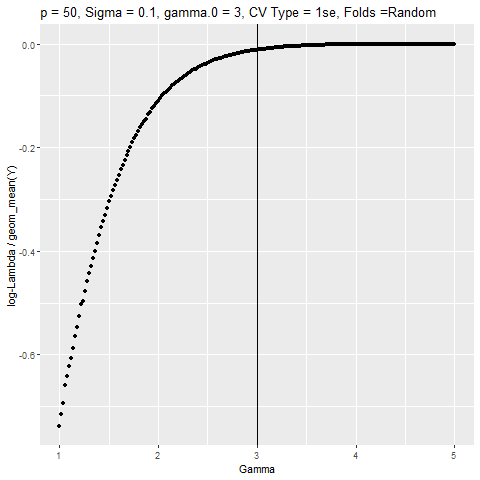 p = 50, Sigma = 0.1, gamma.0 = 3, CV Type = 1se, Folds =Random
log-Lambda / geom_mean(Y)
0.0
-0.2
-0.4
-0.6
1 2 3 4 5
Gamma